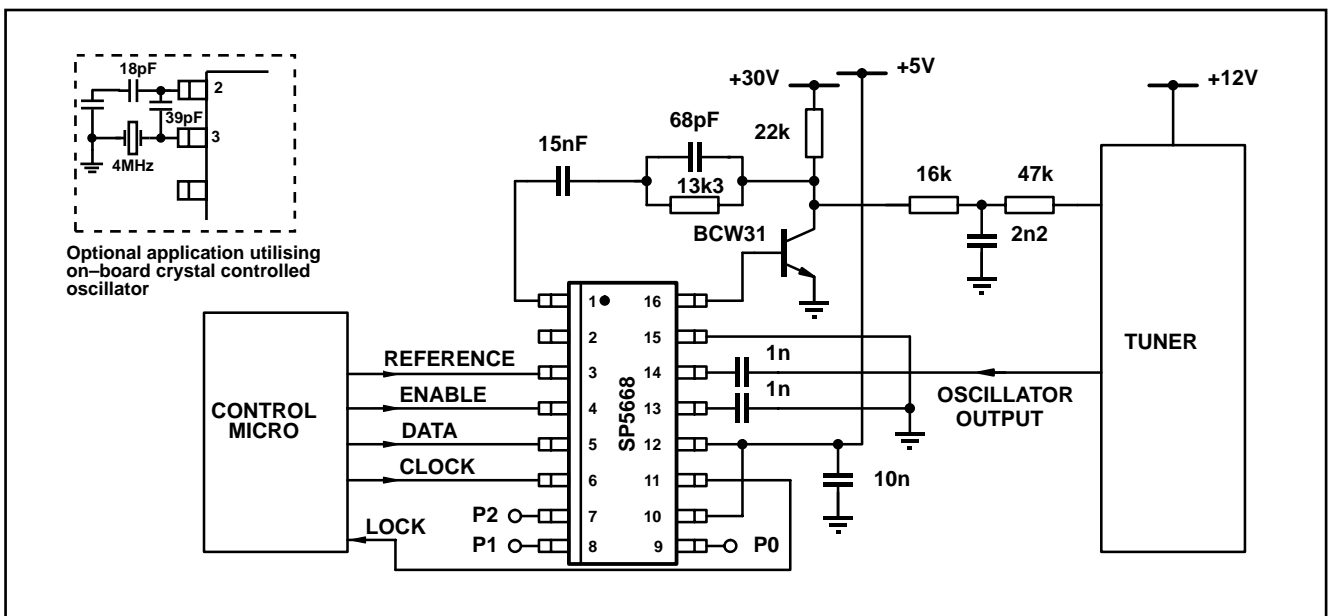 18pF
2
39pF
3
4MHz
Optional application utilising
on–board crystal controlled
oscillator
+30V
+5V
+12V
68pF
22k
15nF
13k3
16k
47k
BCW31
2n2
CONTROL
MICRO
REFERENCE
ENABLE
DATA
CLOCK
LOCK
P2
P1
SP5668
1
2
3
4
5
6
7
8
16
15
14
13
12
11
10
9
1n
1n
10n
P0
OSCILLATOR
OUTPUT
TUNER